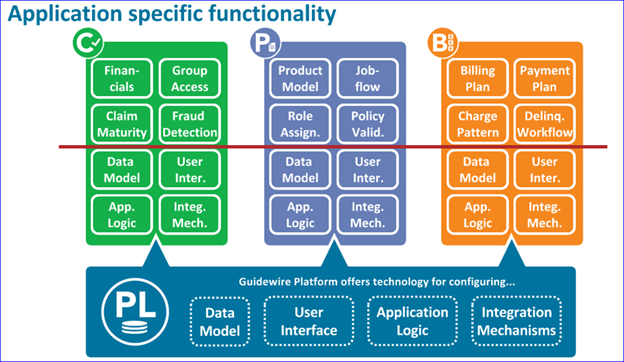 Application specific functionality
C
P
B
Finan-
cials
Group
Access
Product
Model
Job-
flow
Billing
Plan
Payment
Plan
Claim
Maturity
Fraud
Detection
Role
Assign.
Policy
Valid.
Charge
Pattern
Delinq.
Workflow
Data
Model
User
Inter.
Data
Model
User
Inter.
Data
Model
User
Inter.
App.
Logic
Integ.
Mech.
App.
Logic
Integ.
Mech.
App.
Logic
Integ.
Mech.
Guidewire Platform offers technology for configuring...
PL
Data
Model
User
Interface
Application
Logic
Integration
Mechanisms